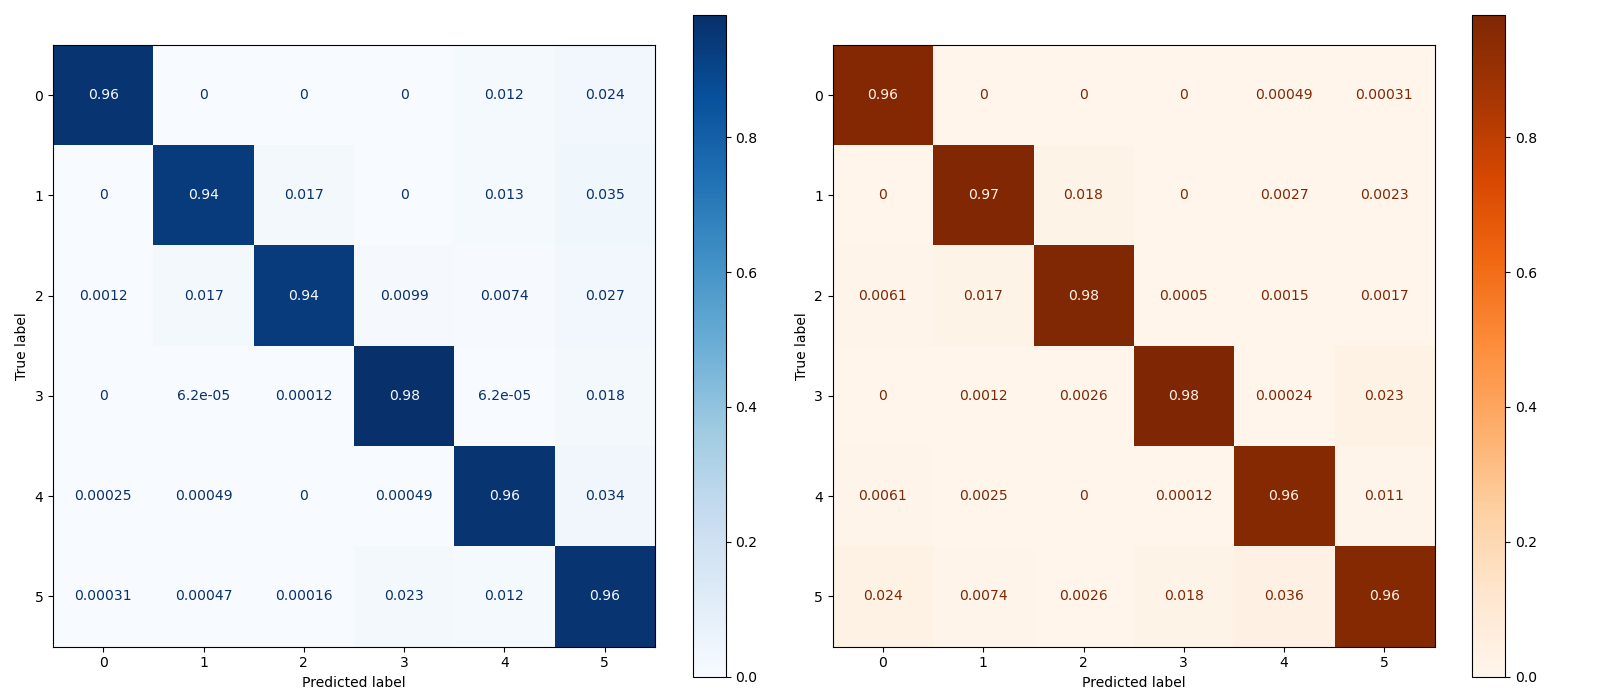 0 0.96 0 0 0 0.012 0.024
1 0 0.94 0.017 0 0.013 0.035
2 0.0012 0.017 0.94 0.0099 0.0074 0.027
3 0 6.2e-05 0.00012 0.98 6.2e-05 0.018
4 0.00025 0.00049 0 0.00049 0.96 0.034
5 0.00031 0.00047 0.00016 0.023 0.012 0.96
0 1 2 3 4 5
True label
Predicted label
0.8
0.6
0.4
0.2
0.0
0 0.96 0 0 0 0.00049 0.00031
1 0 0.97 0.018 0 0.0027 0.0023
2 0.0061 0.017 0.98 0.0005 0.0015 0.0017
3 0 0.0012 0.0026 0.98 0.00024 0.023
4 0.0061 0.0025 0 0.00012 0.96 0.011
5 0.024 0.0074 0.0026 0.018 0.036 0.96
0 1 2 3 4 5
True label
Predicted label
0.8
0.6
0.4
0.2
0.0